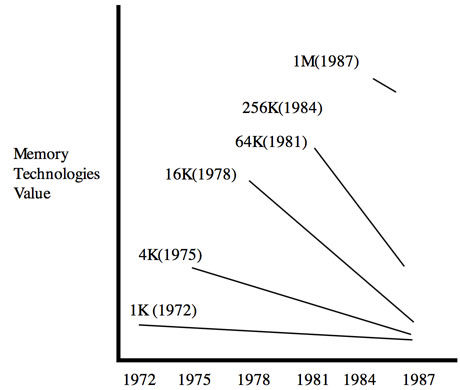 1M(1987)
256K(1984)
64K(1981)
16K(1978)
4K(1975)
1K (1972)
Memory
Technologies
Value
1972 1975 1978 1981 1984 1987